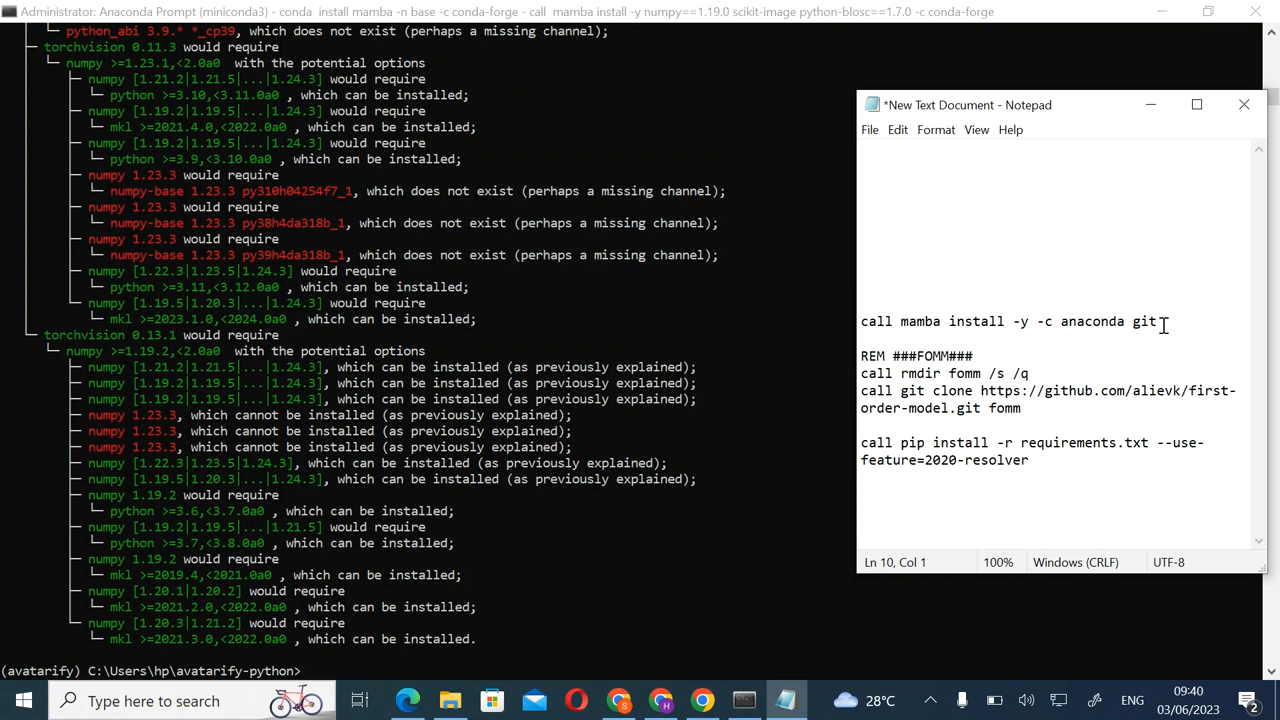 Administrator: Anaconda Prompt (miniconda3) - conda  install mamba -n base -c conda-forge - call  mamba install -y numpy==1.19.0 scikit-image python-blosc==1.7.0 -c conda-forge
└─ python_abi 3.9.* *_cp39, which does not exist (perhaps a missing channel);
├─ torchvision 0.11.3 would require
│  └─ numpy >=1.23.1,<2.0a0  with the potential options
│     ├─ numpy [1.21.2|1.21.5|...|1.24.3] would require
│     │  └─ python >=3.10,<3.11.0a0 , which can be installed;
│     ├─ numpy [1.19.2|1.19.5|...|1.24.3] would require
│     │  └─ mkl >=2021.4.0,<2022.0a0 , which can be installed;
│     ├─ numpy [1.19.2|1.19.5|...|1.24.3] would require
│     │  └─ python >=3.9,<3.10.0a0 , which can be installed;
│     ├─ numpy 1.23.3 would require
│     │  └─ numpy-base 1.23.3 py310h04254f7_1, which does not exist (perhaps a missing channel);
│     ├─ numpy 1.23.3 would require
│     │  └─ numpy-base 1.23.3 py38h4da318b_1, which does not exist (perhaps a missing channel);
│     ├─ numpy 1.23.3 would require
│     │  └─ numpy-base 1.23.3 py39h4da318b_1, which does not exist (perhaps a missing channel);
│     ├─ numpy [1.22.3|1.23.5|1.24.3] would require
│     │  └─ python >=3.11,<3.12.0a0 , which can be installed;
│     ├─ numpy [1.19.5|1.20.3|...|1.24.3] would require
│     └─ mkl >=2023.1.0,<2024.0a0 , which can be installed;
└─ torchvision 0.13.1 would require
└─ numpy >=1.19.2,<2.0a0  with the potential options
├─ numpy [1.21.2|1.21.5|...|1.24.3], which can be installed (as previously explained);
├─ numpy [1.19.2|1.19.5|...|1.24.3], which can be installed (as previously explained);
├─ numpy [1.19.2|1.19.5|...|1.24.3], which can be installed (as previously explained);
├─ numpy 1.23.3, which cannot be installed (as previously explained);
├─ numpy 1.23.3, which cannot be installed (as previously explained);
├─ numpy 1.23.3, which cannot be installed (as previously explained);
├─ numpy [1.22.3|1.23.5|1.24.3], which can be installed (as previously explained);
├─ numpy [1.19.5|1.20.3|...|1.24.3], which can be installed (as previously explained);
├─ numpy 1.19.2 would require
│  └─ python >=3.6,<3.7.0a0 , which can be installed;
├─ numpy [1.19.2|1.19.5|...|1.21.5] would require
│  └─ python >=3.7,<3.8.0a0 , which can be installed;
├─ numpy 1.19.2 would require
│  └─ mkl >=2019.4,<2021.0a0 , which can be installed;
├─ numpy [1.20.1|1.20.2] would require
│  └─ mkl >=2021.2.0,<2022.0a0 , which can be installed;
└─ numpy [1.20.3|1.21.2] would require
└─ mkl >=2021.3.0,<2022.0a0 , which can be installed.
(avatarify) C:\Users\hp\avatarify-python>
*New Text Document - Notepad
File Edit Format View Help
call mamba install -y -c anaconda git
REM ###FOMM###
call rmdir fomm /s /q
call git clone https://github.com/alievk/first-
order-model.git fomm
call pip install -r requirements.txt --use-
feature=2020-resolver
Ln 10, Col 1 100% Windows (CRLF) UTF-8
Type here to search
S H
28°C
ENG
09:40
03/06/2023
2